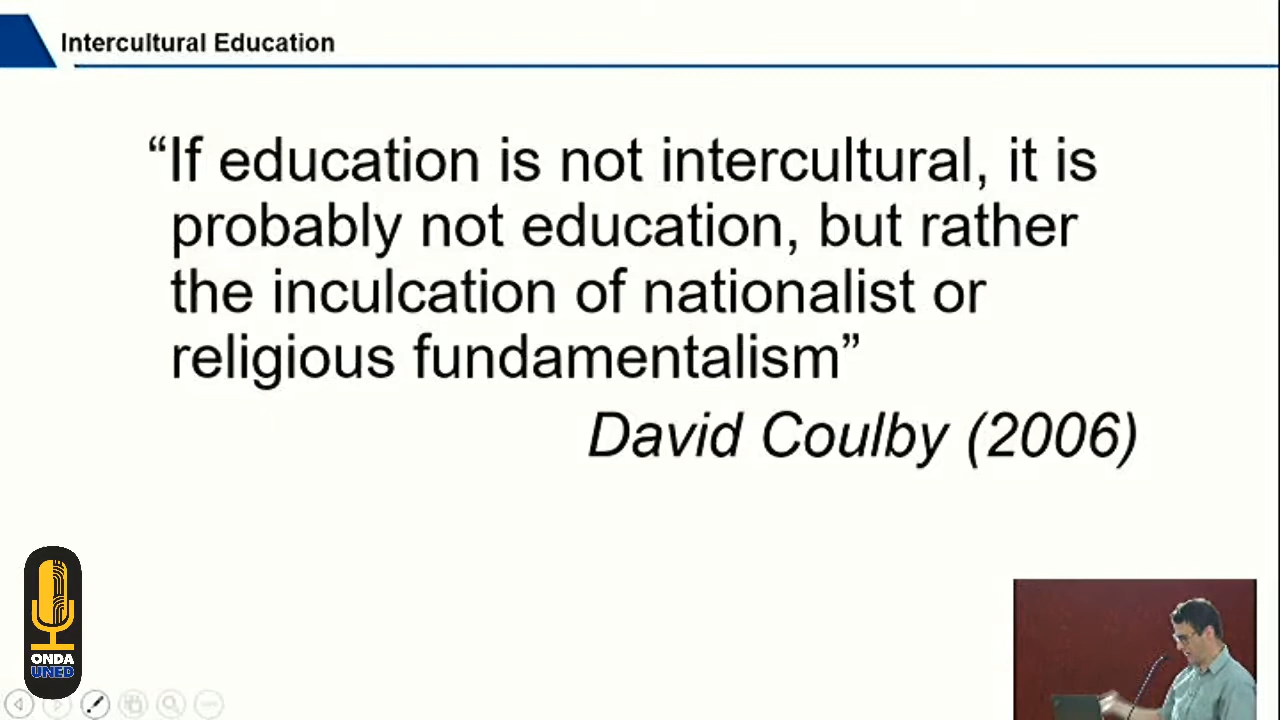 Intercultural Education
“If education is not intercultural, it is
probably not education, but rather
the inculcation of nationalist or
religious fundamentalism”
David Coulby (2006)
ONDA
UNED